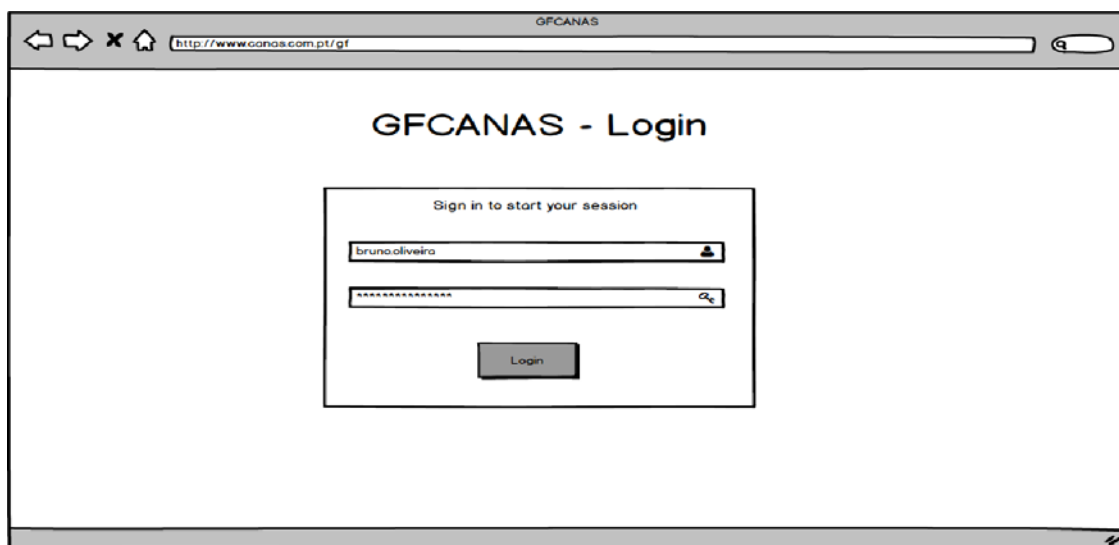 GFCANAS
http://www.canas.com.pt/gf
GFCANAS - Login
Sign in to start your session
bruno.oliveira
***************
Login